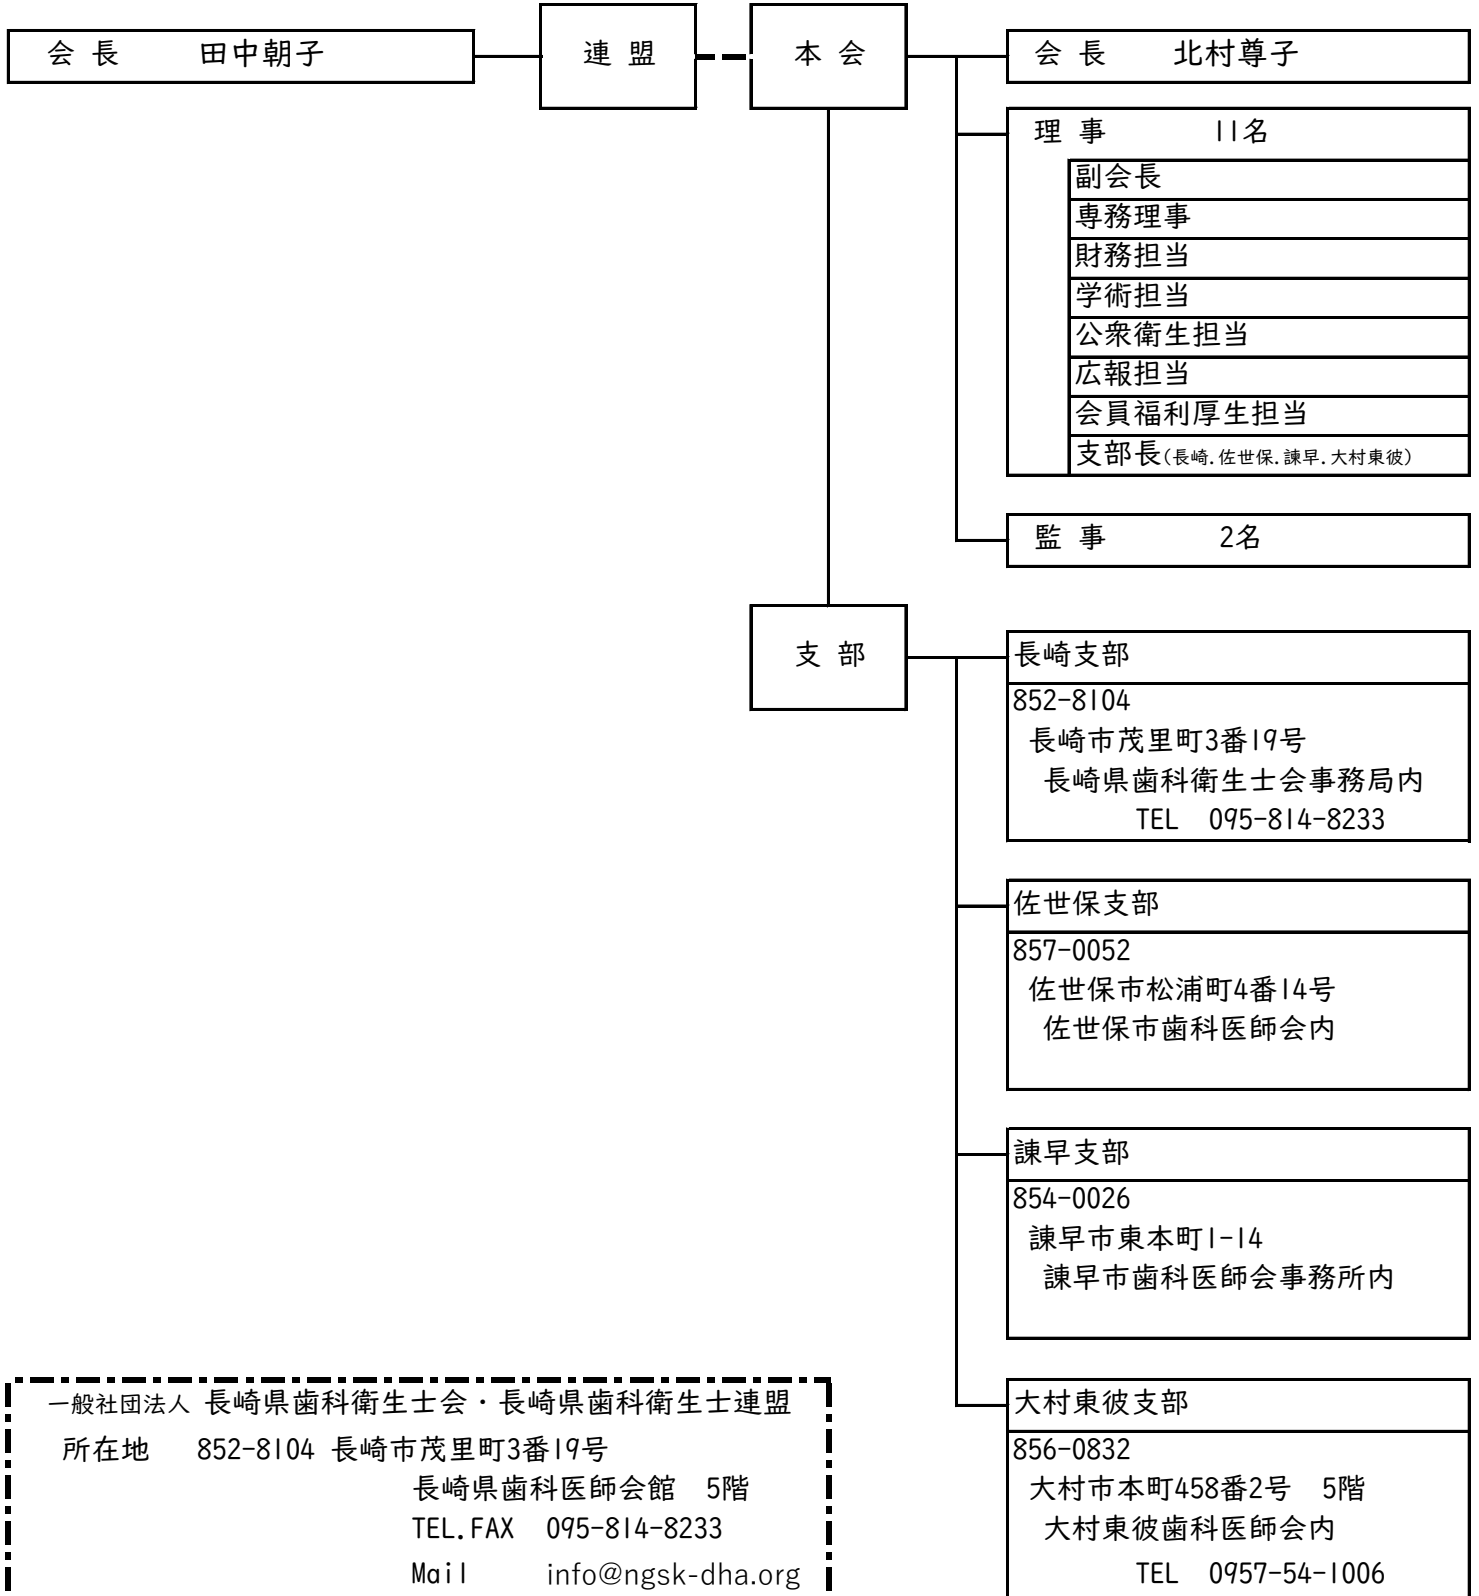 会 長 田中朝子
連 盟
本 会
会 長 北村尊子
理 事 11名
副会長
専務理事
財務担当
学術担当
公衆衛生担当
広報担当
会員福利厚生担当
支部長(長崎.佐世保.諫早.大村東彼)
監 事 2名
支 部
長崎支部
852-8104
長崎市茂里町3番19号
長崎県歯科衛生士会事務局内
TEL 095-814-8233
佐世保支部
857-0052
佐世保市松浦町4番14号
佐世保市歯科医師会内
諫早支部
854-0026
諫早市東本町1-14
諫早市歯科医師会事務所内
大村東彼支部
856-0832
大村市本町458番2号 5階
大村東彼歯科医師会内
TEL 0957-54-1006
一般社団法人 長崎県歯科衛生士会・長崎県歯科衛生士連盟
所在地 852-8104 長崎市茂里町3番19号
長崎県歯科医師会館 5階
TEL.FAX 095-814-8233
Mail info@ngsk-dha.org